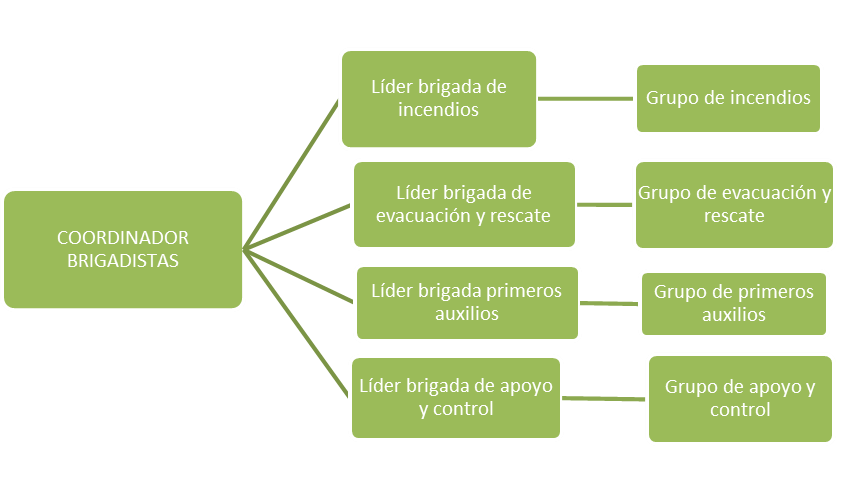 COORDINADOR
BRIGADISTAS
Líder brigada de
incendios
Grupo de incendios
Líder brigada de
evacuación y rescate
Grupo de evacuación y
rescate
Líder brigada primeros
auxilios
Grupo de primeros
auxilios
Líder brigada de apoyo
y control
Grupo de apoyo y
control